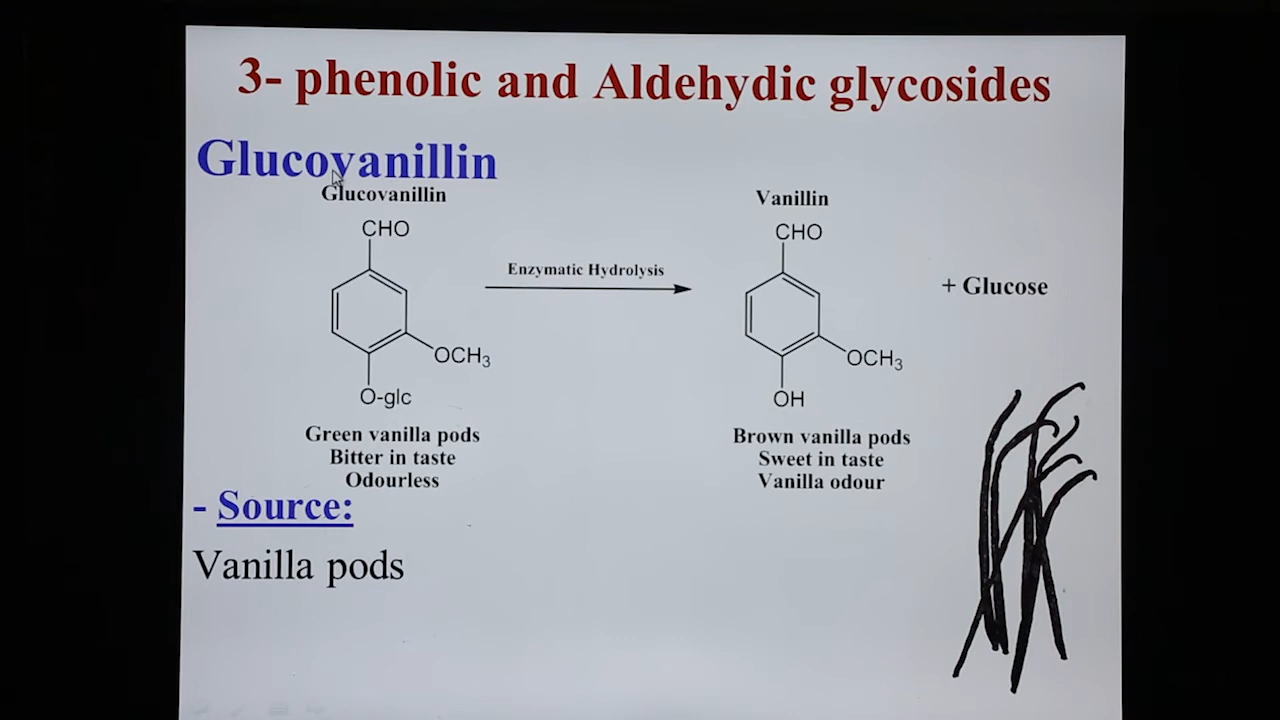 3- phenolic and Aldehydic glycosides
Glucovanillin
Glucovanillin
CHO
OCH3
O-glc
Green vanilla pods
Bitter in taste
Odourless
Enzymatic Hydrolysis
Vanillin
CHO
OCH3
OH
Brown vanilla pods
Sweet in taste
Vanilla odour
+ Glucose
- Source:
Vanilla pods